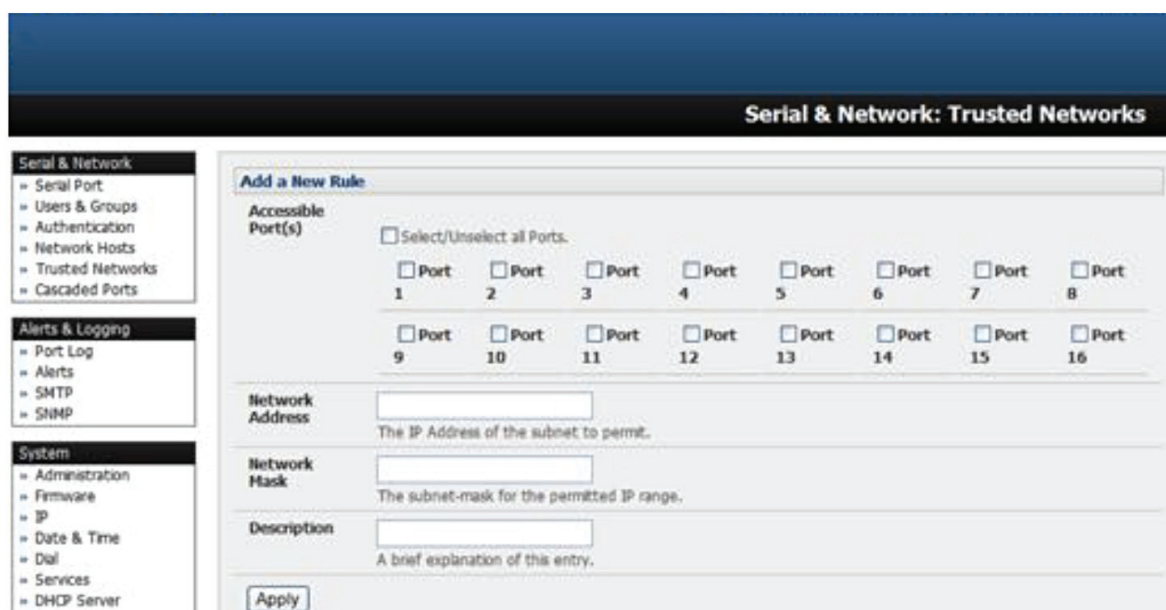 Serial & Network: Trusted Networks
Serial & Network
» Serial Port
» Users & Groups
» Authentication
» Network Hosts
» Trusted Networks
» Cascaded Ports
Alerts & Logging
» Port Log
» Alerts
» SMTP
» SNMP
System
» Administration
» Firmware
» IP
» Date & Time
» Dial
» Services
» DHCP Server
Add a New Rule
Accessible
Port(s)
Select/Unselect all Ports.
Port Port Port Port Port Port Port Port
1 2 3 4 5 6 7 8
Port Port Port Port Port Port Port Port
9 10 11 12 13 14 15 16
Network
Address
The IP Address of the subnet to permit.
Network
Mask
The subnet-mask for the permitted IP range.
Description
A brief explanation of this entry.
Apply